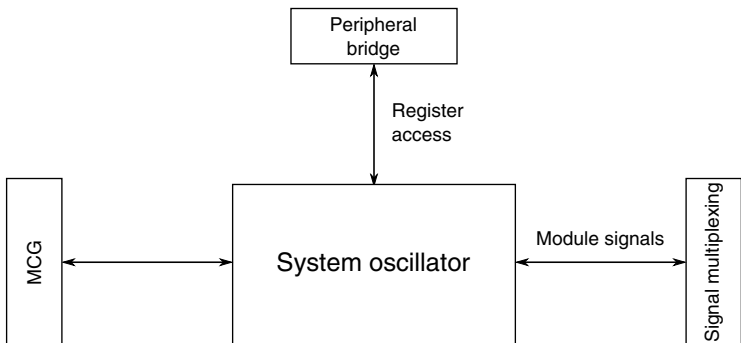 Peripheral
bridge
Register
access
MCG
System oscillator
Module signals
Signal multiplexing